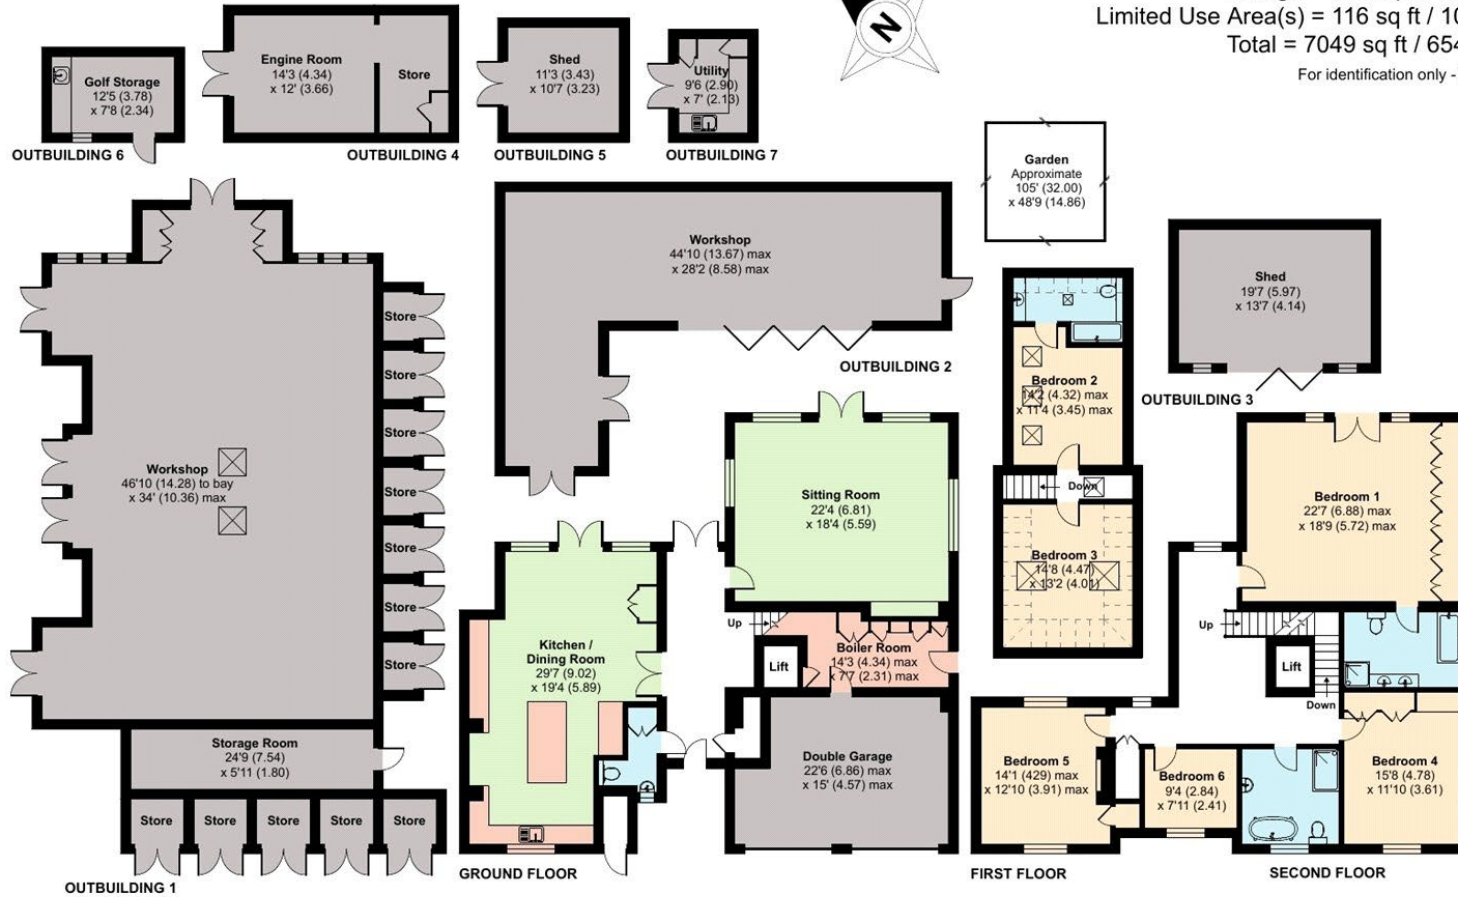 Limited Use Area(s) = 116 sq ft / 10
Total = 7049 sq ft / 654
For identification only -
N
Golf Storage
12'5 (3.78)
x 7'8 (2.34)
OUTBUILDING 6
Engine Room
14'3 (4.34)
x 12' (3.66)
Store
OUTBUILDING 4
Shed
11'3 (3.43)
x 10'7 (3.23)
OUTBUILDING 5
Utility
9'6 (2.90)
x 7' (2.13)
OUTBUILDING 7
Garden
Approximate
105' (32.00)
x 48'9 (14.86)
Workshop
44'10 (13.67) max
x 28'2 (8.58) max
OUTBUILDING 2
Shed
19'7 (5.97)
x 13'7 (4.14)
OUTBUILDING 3
Workshop
46'10 (14.28) to bay
x 34' (10.36) max
Store
Store
Store
Store
Store
Store
Store
Storage Room
24'9 (7.54)
x 5'11 (1.80)
Store
Store
Store
Store
Store
OUTBUILDING 1
Sitting Room
22'4 (6.81)
x 18'4 (5.59)
Kitchen /
Dining Room
29'7 (9.02)
x 19'4 (5.89)
Up
Lift
Boiler Room
14'3 (4.34) max
x 7'7 (2.31) max
Double Garage
22'6 (6.86) max
x 15' (4.57) max
GROUND FLOOR
Bedroom 2
14'2 (4.32) max
x 11'4 (3.45) max
Down
Bedroom 3
14'8 (4.47)
x 13'2 (4.01)
Bedroom 1
22'7 (6.88) max
x 18'9 (5.72) max
Up
Lift
Down
Bedroom 5
14'1 (429) max
x 12'10 (3.91) max
Bedroom 6
9'4 (2.84)
x 7'11 (2.41)
Bedroom 4
15'8 (4.78)
x 11'10 (3.61)
FIRST FLOOR
SECOND FLOOR